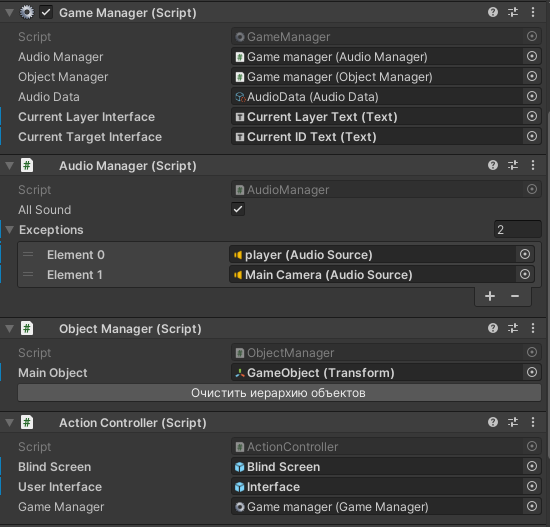 Game Manager (Script)
Script GameManager
Audio Manager Game manager (Audio Manager)
Object Manager Game manager (Object Manager)
Audio Data AudioData (Audio Data)
Current Layer Interface Current Layer Text (Text)
Current Target Interface Current ID Text (Text)
Audio Manager (Script)
Script AudioManager
All Sound
Exceptions 2
Element 0 player (Audio Source)
Element 1 Main Camera (Audio Source)
Object Manager (Script)
Script ObjectManager
Main Object GameObject (Transform)
Очистить иерархию объектов
Action Controller (Script)
Script ActionController
Blind Screen Blind Screen
User Interface Interface
Game Manager Game manager (Game Manager)